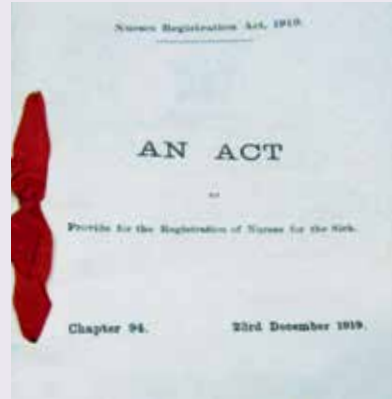 Nurses Registration Act, 1919.
AN ACT
TO
Provide for the Registration of Nurses for the Sick.
Chapter 94.
23rd December 1919.